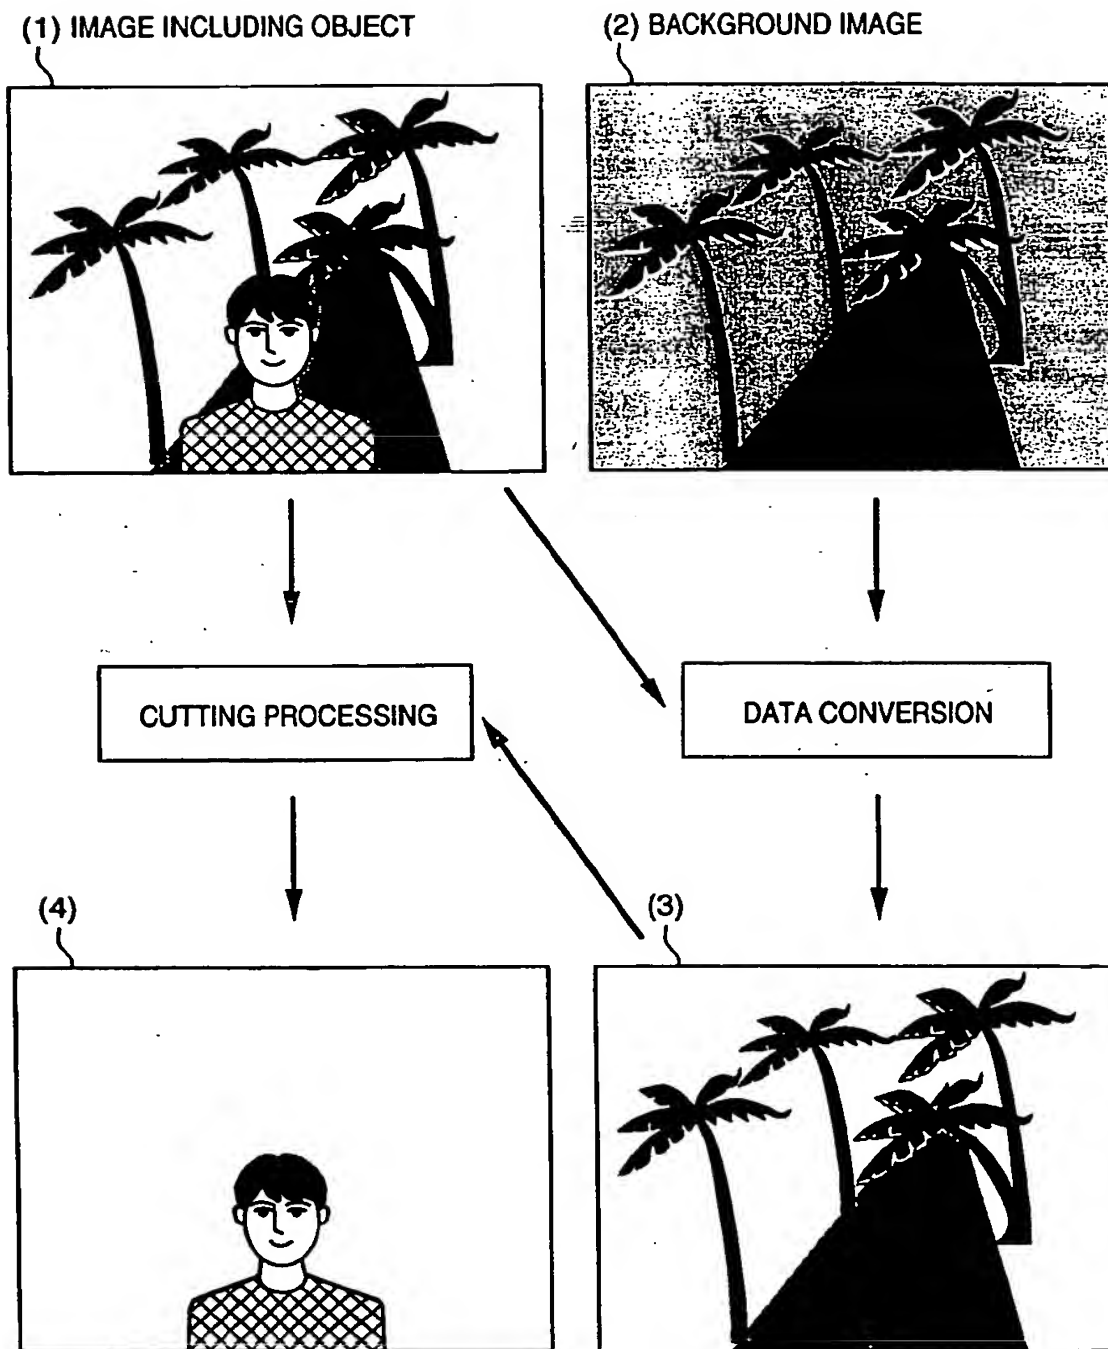 (1) IMAGE INCLUDING OBJECT
(2) BACKGROUND IMAGE
CUTTING PROCESSING
DATA CONVERSION
(4)
(3)